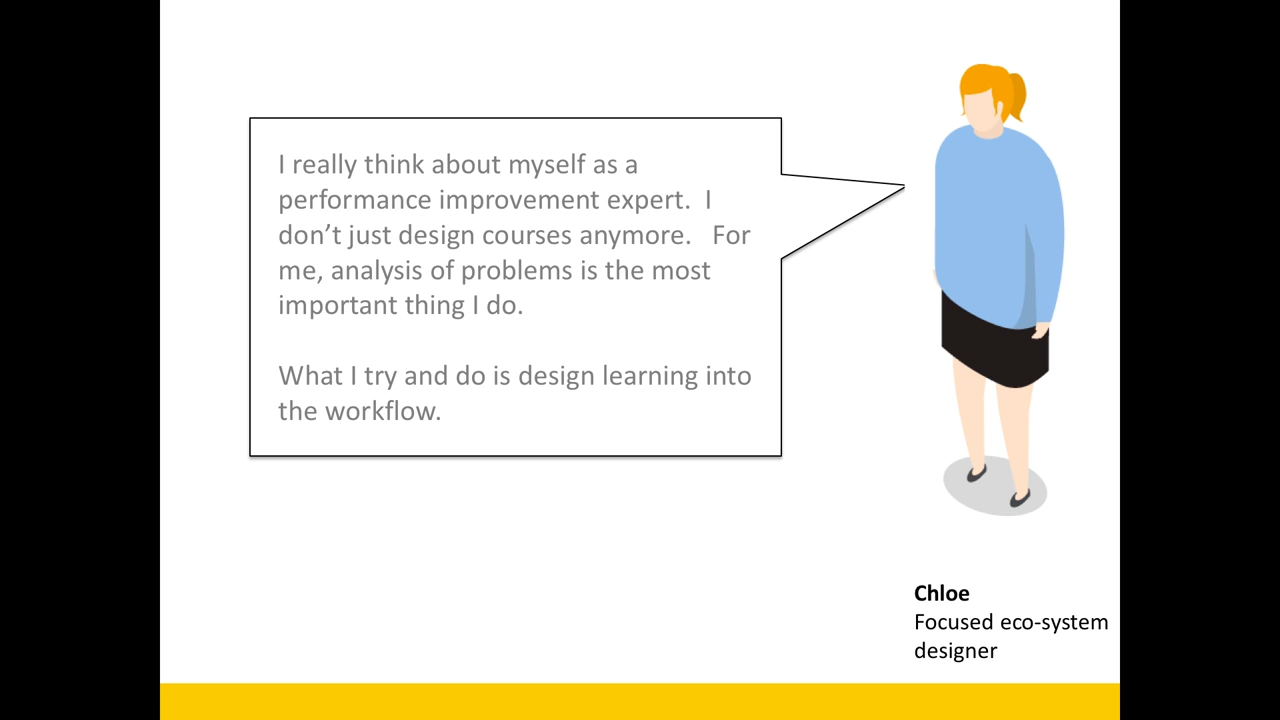 I really think about myself as a
performance improvement expert.  I
don’t just design courses anymore.   For
me, analysis of problems is the most
important thing I do.
What I try and do is design learning into
the workflow.
Chloe
Focused eco-system
designer